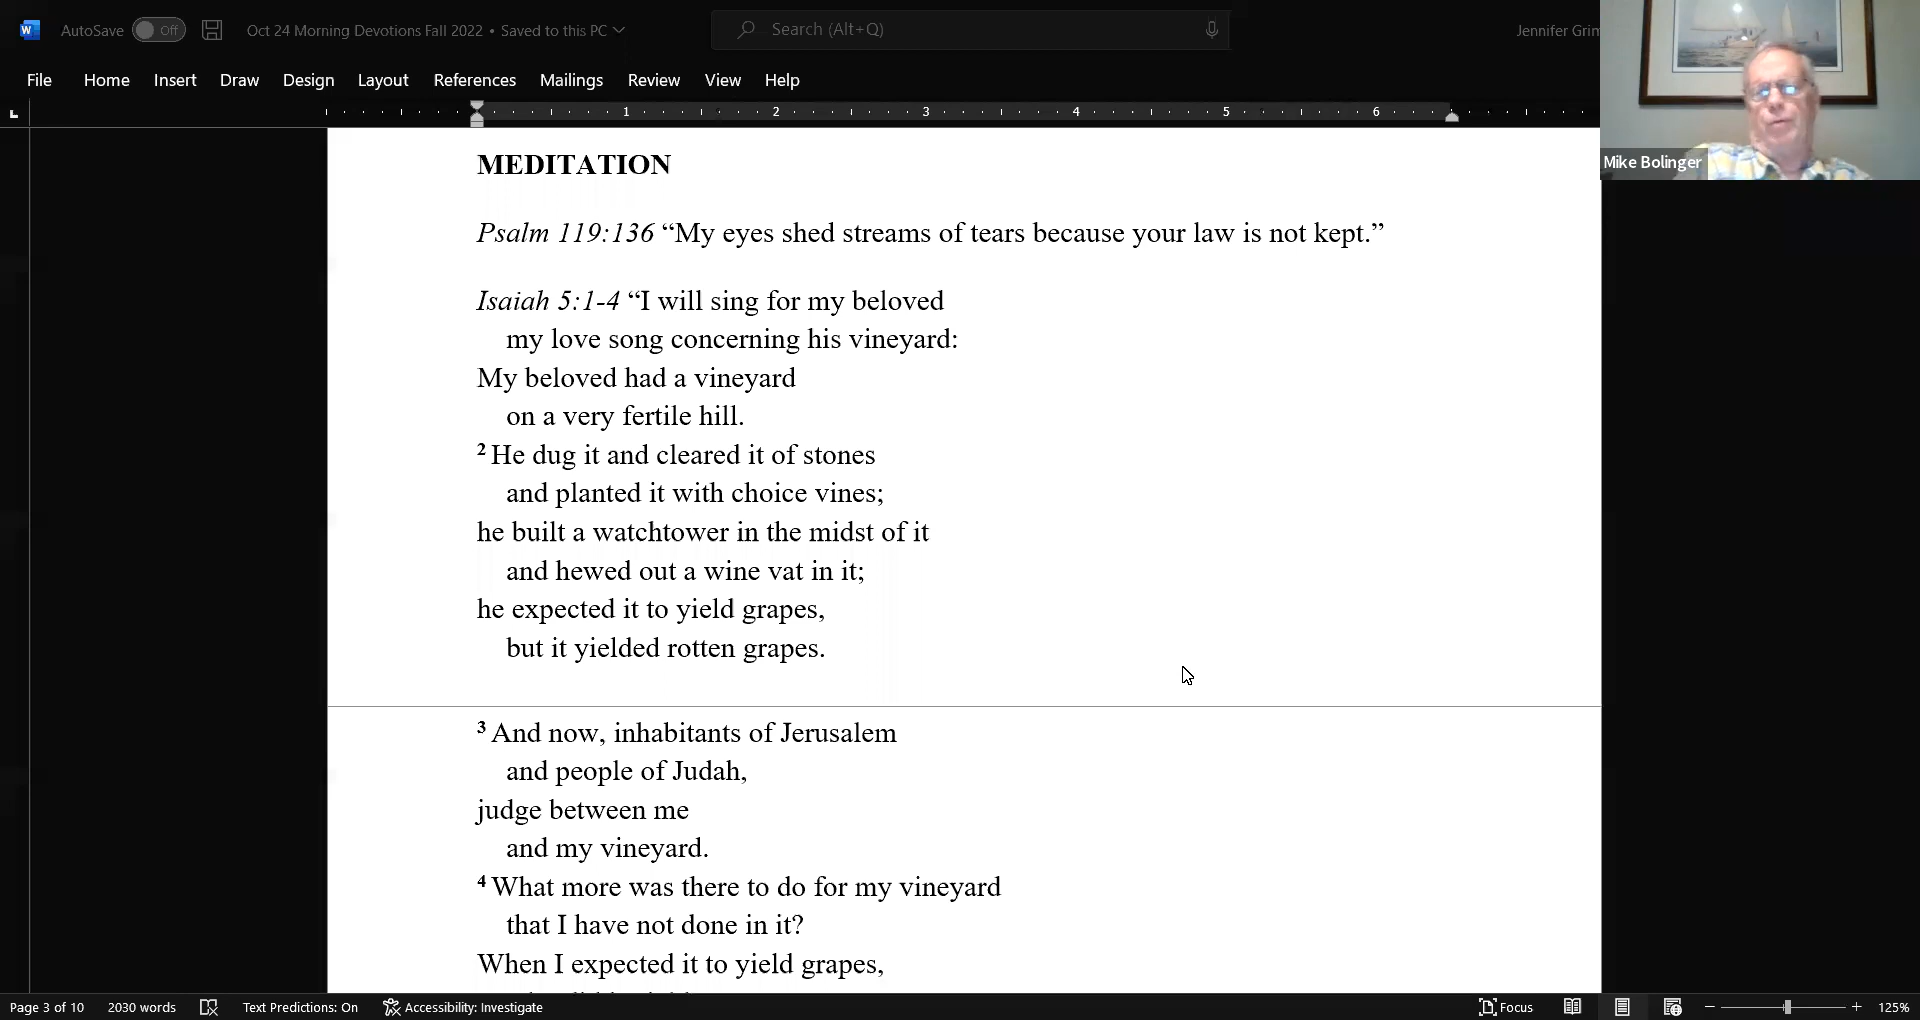 AutoSave Off Oct 24 Morning Devotions Fall 2022 • Saved to this PC Search (Alt+Q) Jennifer
File Home Insert Draw Design Layout References Mailings Review View Help
1 2 3 4 5 6
Mike Bolinger
MEDITATION
Psalm 119:136 “My eyes shed streams of tears because your law is not kept.”
Isaiah 5:1-4 “I will sing for my beloved
my love song concerning his vineyard:
My beloved had a vineyard
on a very fertile hill.
2 He dug it and cleared it of stones
and planted it with choice vines;
he built a watchtower in the midst of it
and hewed out a wine vat in it;
he expected it to yield grapes,
but it yielded rotten grapes.
3 And now, inhabitants of Jerusalem
and people of Judah,
judge between me
and my vineyard.
4 What more was there to do for my vineyard
that I have not done in it?
When I expected it to yield grapes,
Page 3 of 10 2030 words Text Predictions: On Accessibility: Investigate Focus 125%